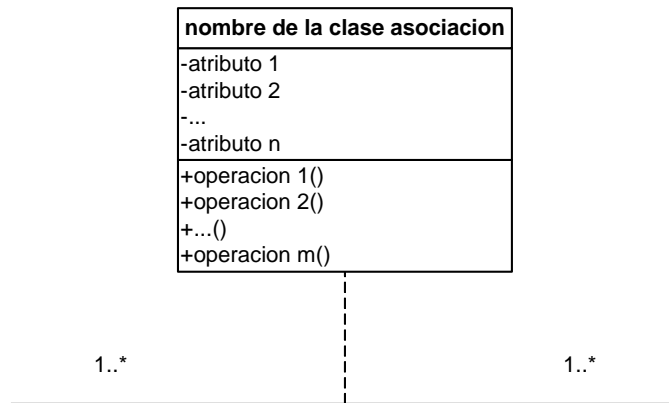 nombre de la clase asociacion
-atributo 1
-atributo 2
-...
-atributo n
+operacion 1()
+operacion 2()
+...()
+operacion m()
1..*
1..*